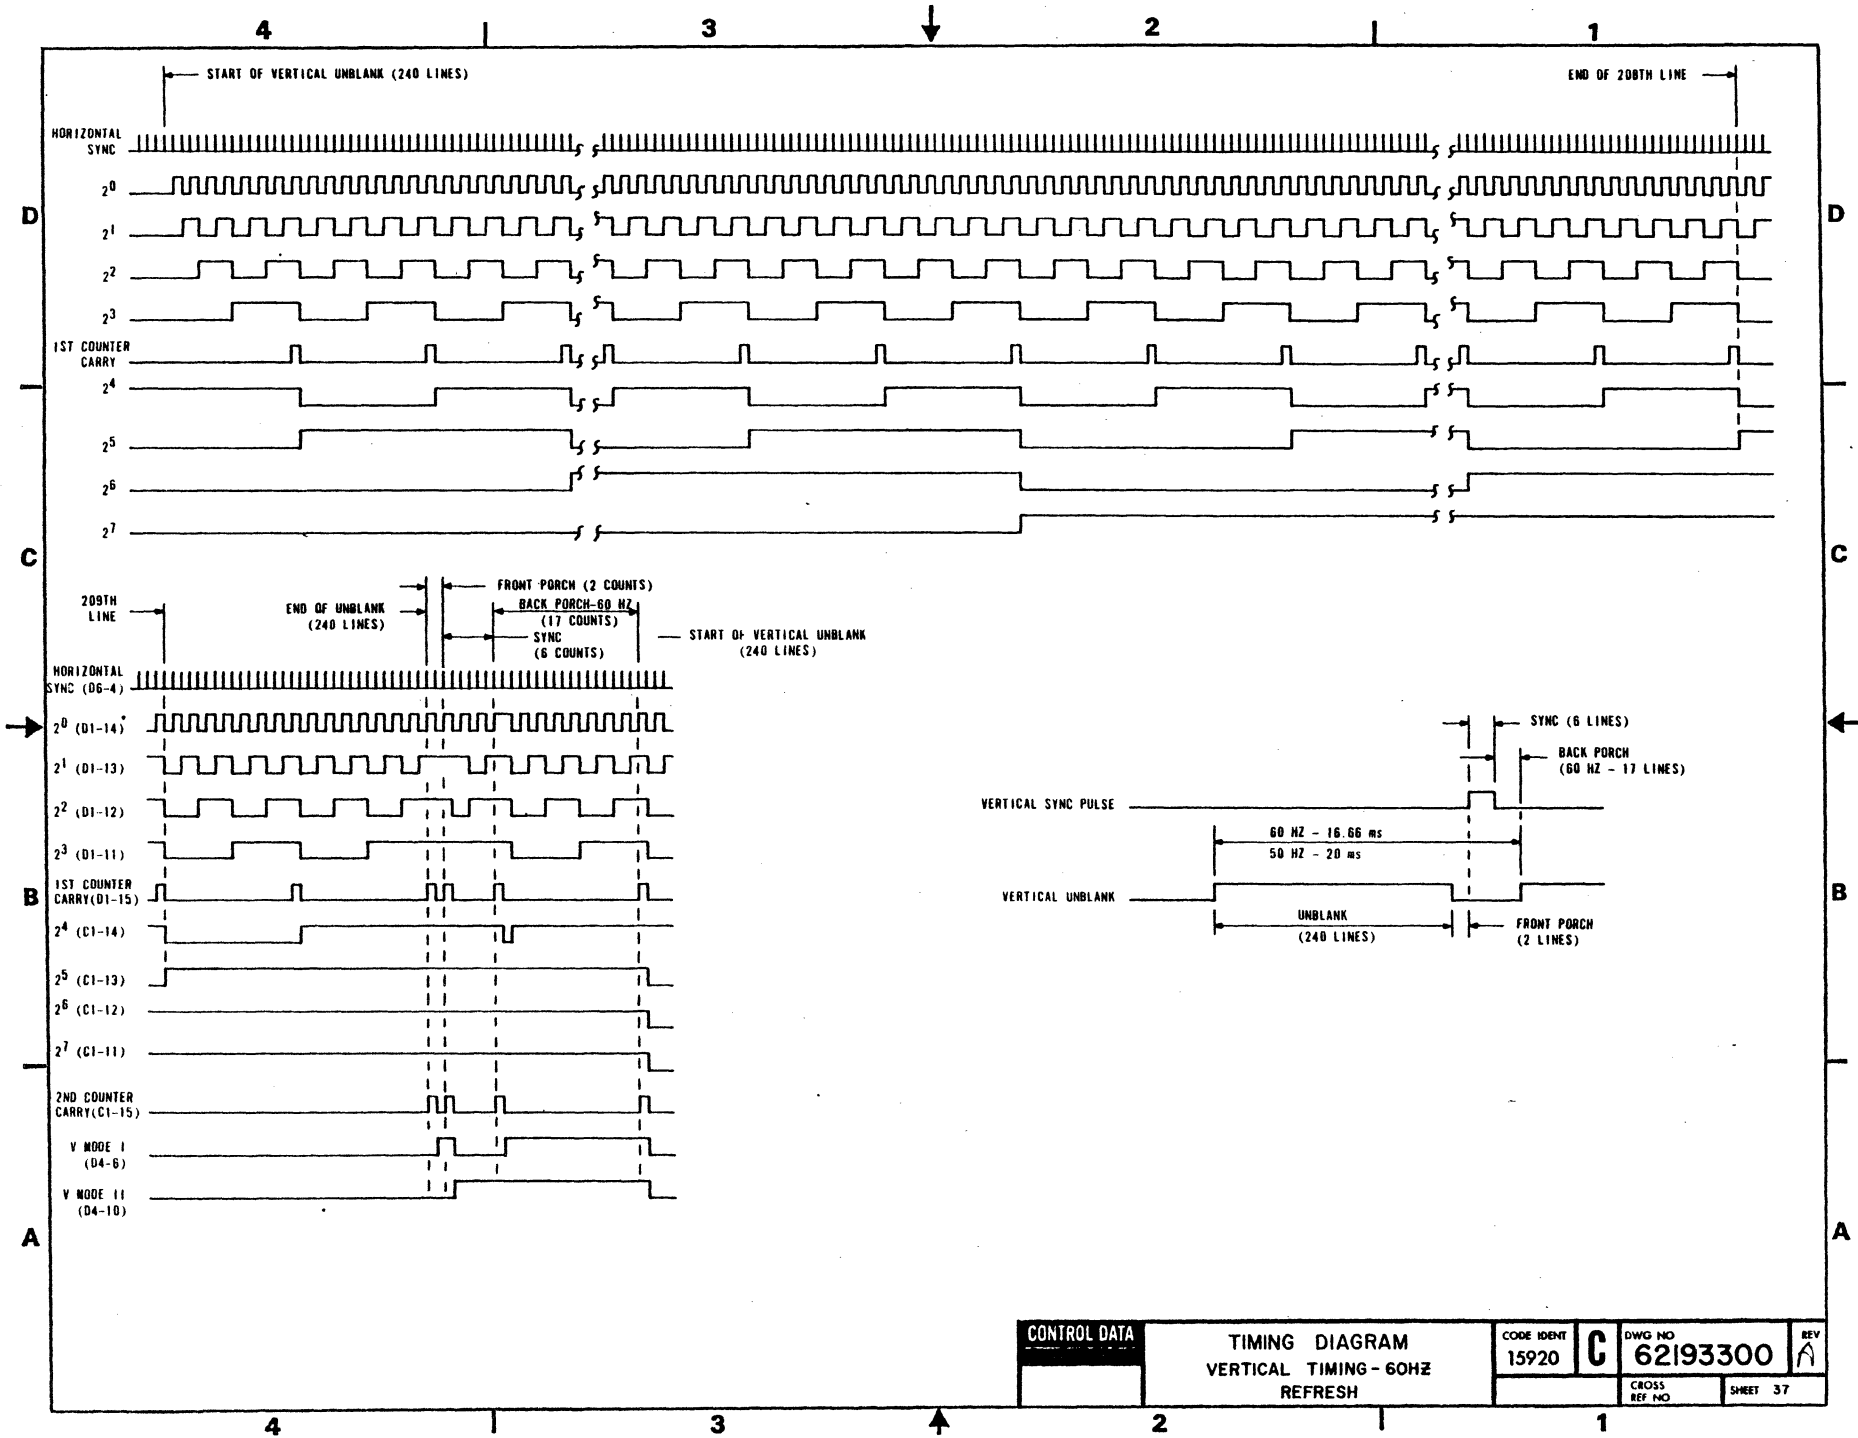 4 3 2 1
START OF VERTICAL UNBLANK (240 LINES)
END OF 208TH LINE
HORIZONTAL
SYNC
2⁰
D D
2¹
2²
2³
1ST COUNTER
CARRY
2⁴
2⁵
2⁶
2⁷
C C
FRONT PORCH (2 COUNTS)
209TH
LINE
END OF UNBLANK
(240 LINES)
BACK PORCH-60 HZ
(17 COUNTS)
SYNC
(6 COUNTS)
START OF VERTICAL UNBLANK
(240 LINES)
HORIZONTAL
SYNC (D6-4)
2⁰ (D1-14)
2¹ (D1-13)
2² (D1-12)
2³ (D1-11)
1ST COUNTER
CARRY(D1-15)
2⁴ (C1-14)
2⁵ (C1-13)
2⁶ (C1-12)
2⁷ (C1-11)
2ND COUNTER
CARRY(C1-15)
V MODE I
(D4-6)
V MODE II
(D4-10)
SYNC (6 LINES)
BACK PORCH
(60 HZ - 17 LINES)
VERTICAL SYNC PULSE
60 HZ - 16.66 ms
50 HZ - 20 ms
B B
VERTICAL UNBLANK
UNBLANK
(240 LINES)
FRONT PORCH
(2 LINES)
A A
CONTROL DATA
TIMING DIAGRAM
VERTICAL TIMING-60HZ
REFRESH
CODE IDENT
15920
C
DWG NO
62193300
REV
A
CROSS
REF NO
SHEET 37
4 3 2 1